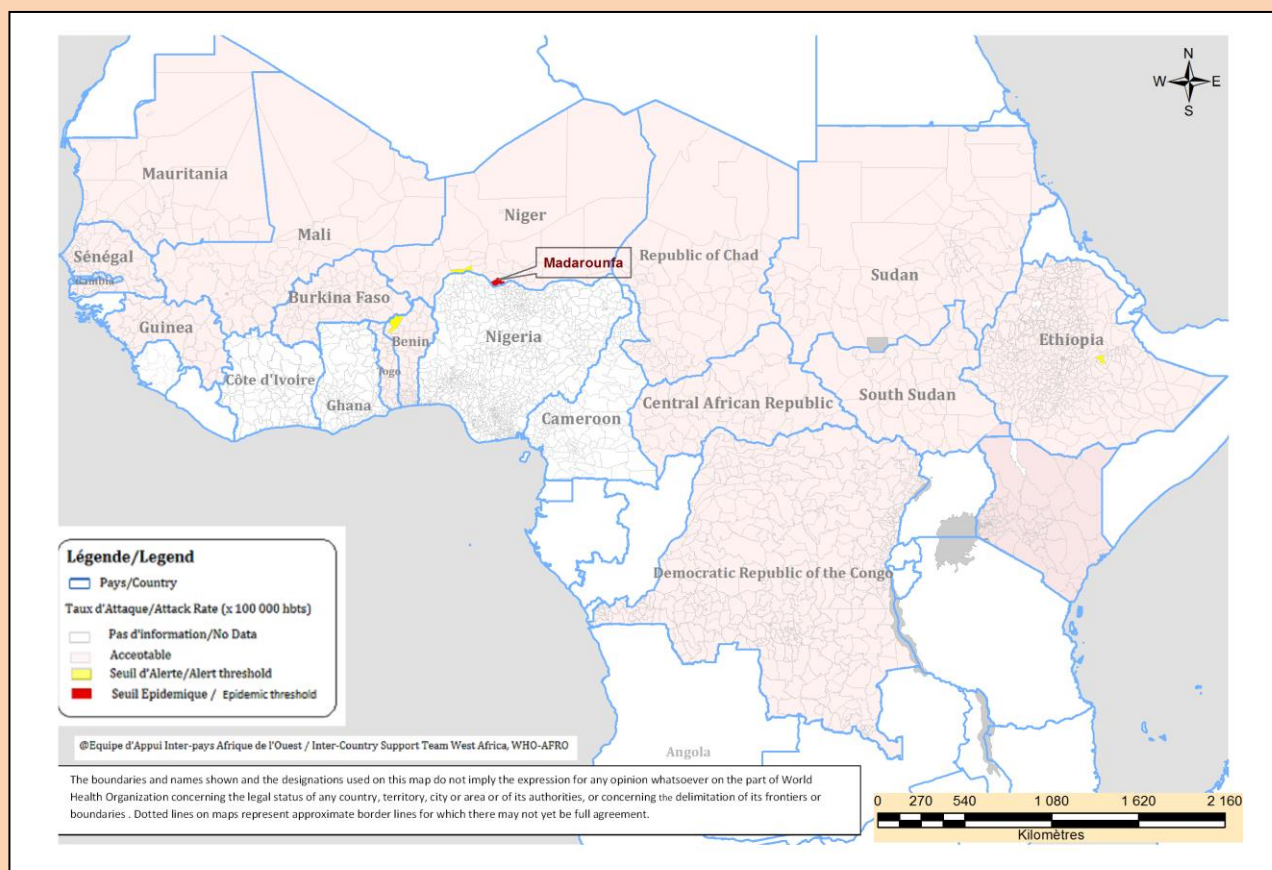 N
W E
S
Mauritania
Mali
Niger
Madarounfa
Republic of Chad
Sudan
Sénégal
Gambia
Burkina Faso
Guinea
Benin
Nigeria
Ethiopia
Togo
Côte d'Ivoire
Ghana
Cameroon
Central African Republic
South Sudan
Democratic Republic of the Congo
Angola
Légende/Legend
Pays/Country
Taux d'Attaque/Attack Rate (x 100 000 hbts)
Pas d'information/No Data
Acceptable
Seuil d'Alerte/Alert threshold
Seuil Epidemique / Epidemic threshold
@Equipe d'Appui Inter-pays Afrique de l'Ouest / Inter-Country Support Team West Africa, WHO-AFRO
The boundaries and names shown and the designations used on this map do not imply the expression for any opinion whatsoever on the part of World
Health Organization concerning the legal status of any country, territory, city or area or of its authorities, or concerning the delimitation of its frontiers or
boundaries . Dotted lines on maps represent approximate border lines for which there may not yet be full agreement.
0 270 540 1 080 1 620 2 160
Kilomètres